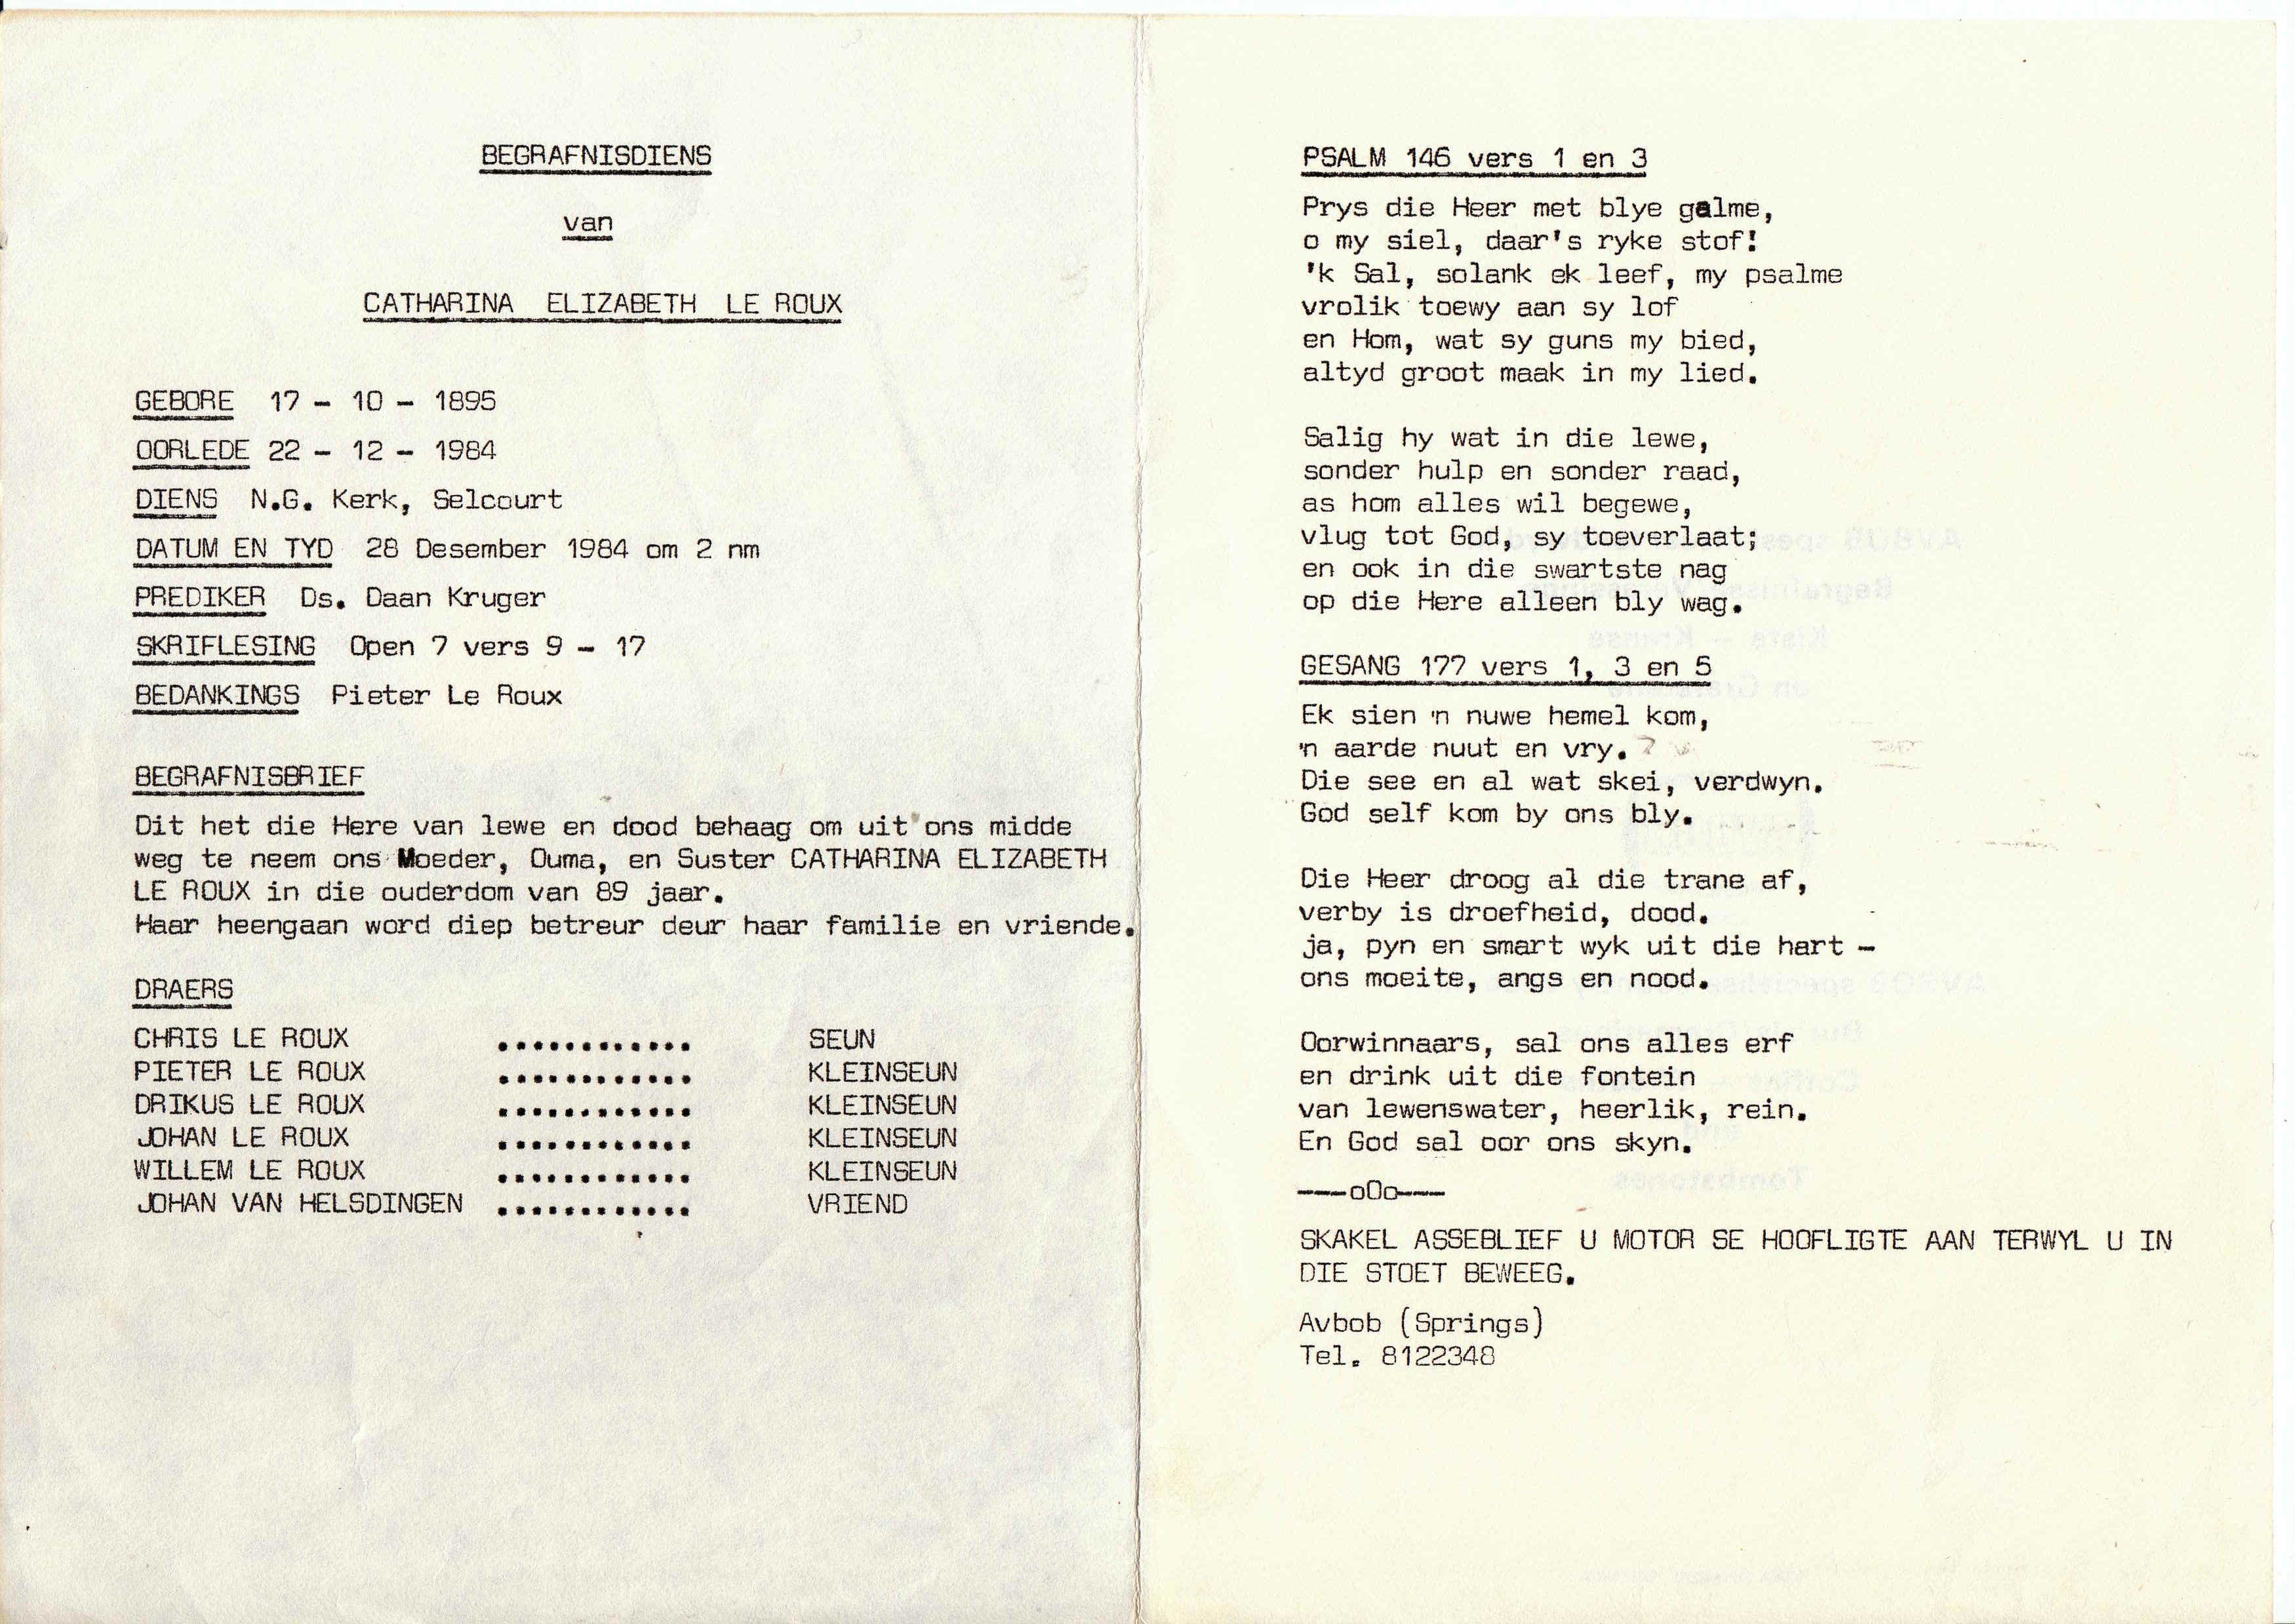 BEGRAFNISDIENS
van
CATHARINA ELIZABETH LE ROUX
GEBORE 17 - 10 - 1895
OORLEDE 22 - 12 - 1984
DIENS N.G. Kerk, Selcourt
DATUM EN TYD 28 Desember 1984 om 2 nm
PREDIKER Ds. Daan Kruger
SKRIFLESING Open 7 vers 9 - 17
BEDANKINGS Pieter Le Roux
BEGRAFNISBRIEF
Dit het die Here van lewe en dood behaag om uit ons midde
weg te neem ons Moeder, Ouma, en Suster CATHARINA ELIZABETH
LE ROUX in die ouderdom van 89 jaar.
Haar heengaan word diep betreur deur haar familie en vriende.
DRAERS
CHRIS LE ROUX ............ SEUN
PIETER LE ROUX ............ KLEINSEUN
DRIKUS LE ROUX ............ KLEINSEUN
JOHAN LE ROUX ............ KLEINSEUN
WILLEM LE ROUX ............ KLEINSEUN
JOHAN VAN HELSDINGEN ............ VRIEND
PSALM 146 vers 1 en 3
Prys die Heer met blye galme,
o my siel, daar's ryke stof!
'k Sal, solank ek leef, my psalme
vrolik toewy aan sy lof
en Hom, wat sy guns my bied,
altyd groot maak in my lied.
Salig hy wat in die lewe,
sonder hulp en sonder raad,
as hom alles wil begewe,
vlug tot God, sy toeverlaat;
en ook in die swartste nag
op die Here alleen bly wag.
GESANG 177 vers 1, 3 en 5
Ek sien 'n nuwe hemel kom,
'n aarde nuut en vry.
Die see en al wat skei, verdwyn.
God self kom by ons bly.
Die Heer droog al die trane af,
verby is droefheid, dood.
ja, pyn en smart wyk uit die hart -
ons moeite, angs en nood.
Oorwinnaars, sal ons alles erf
en drink uit die fontein
van lewenswater, heerlik, rein.
En God sal oor ons skyn.
---oOo---
SKAKEL ASSEBLIEF U MOTOR SE HOOFLIGTE AAN TERWYL U IN
DIE STOET BEWEEG.
Avbob (Springs)
Tel. 8122348